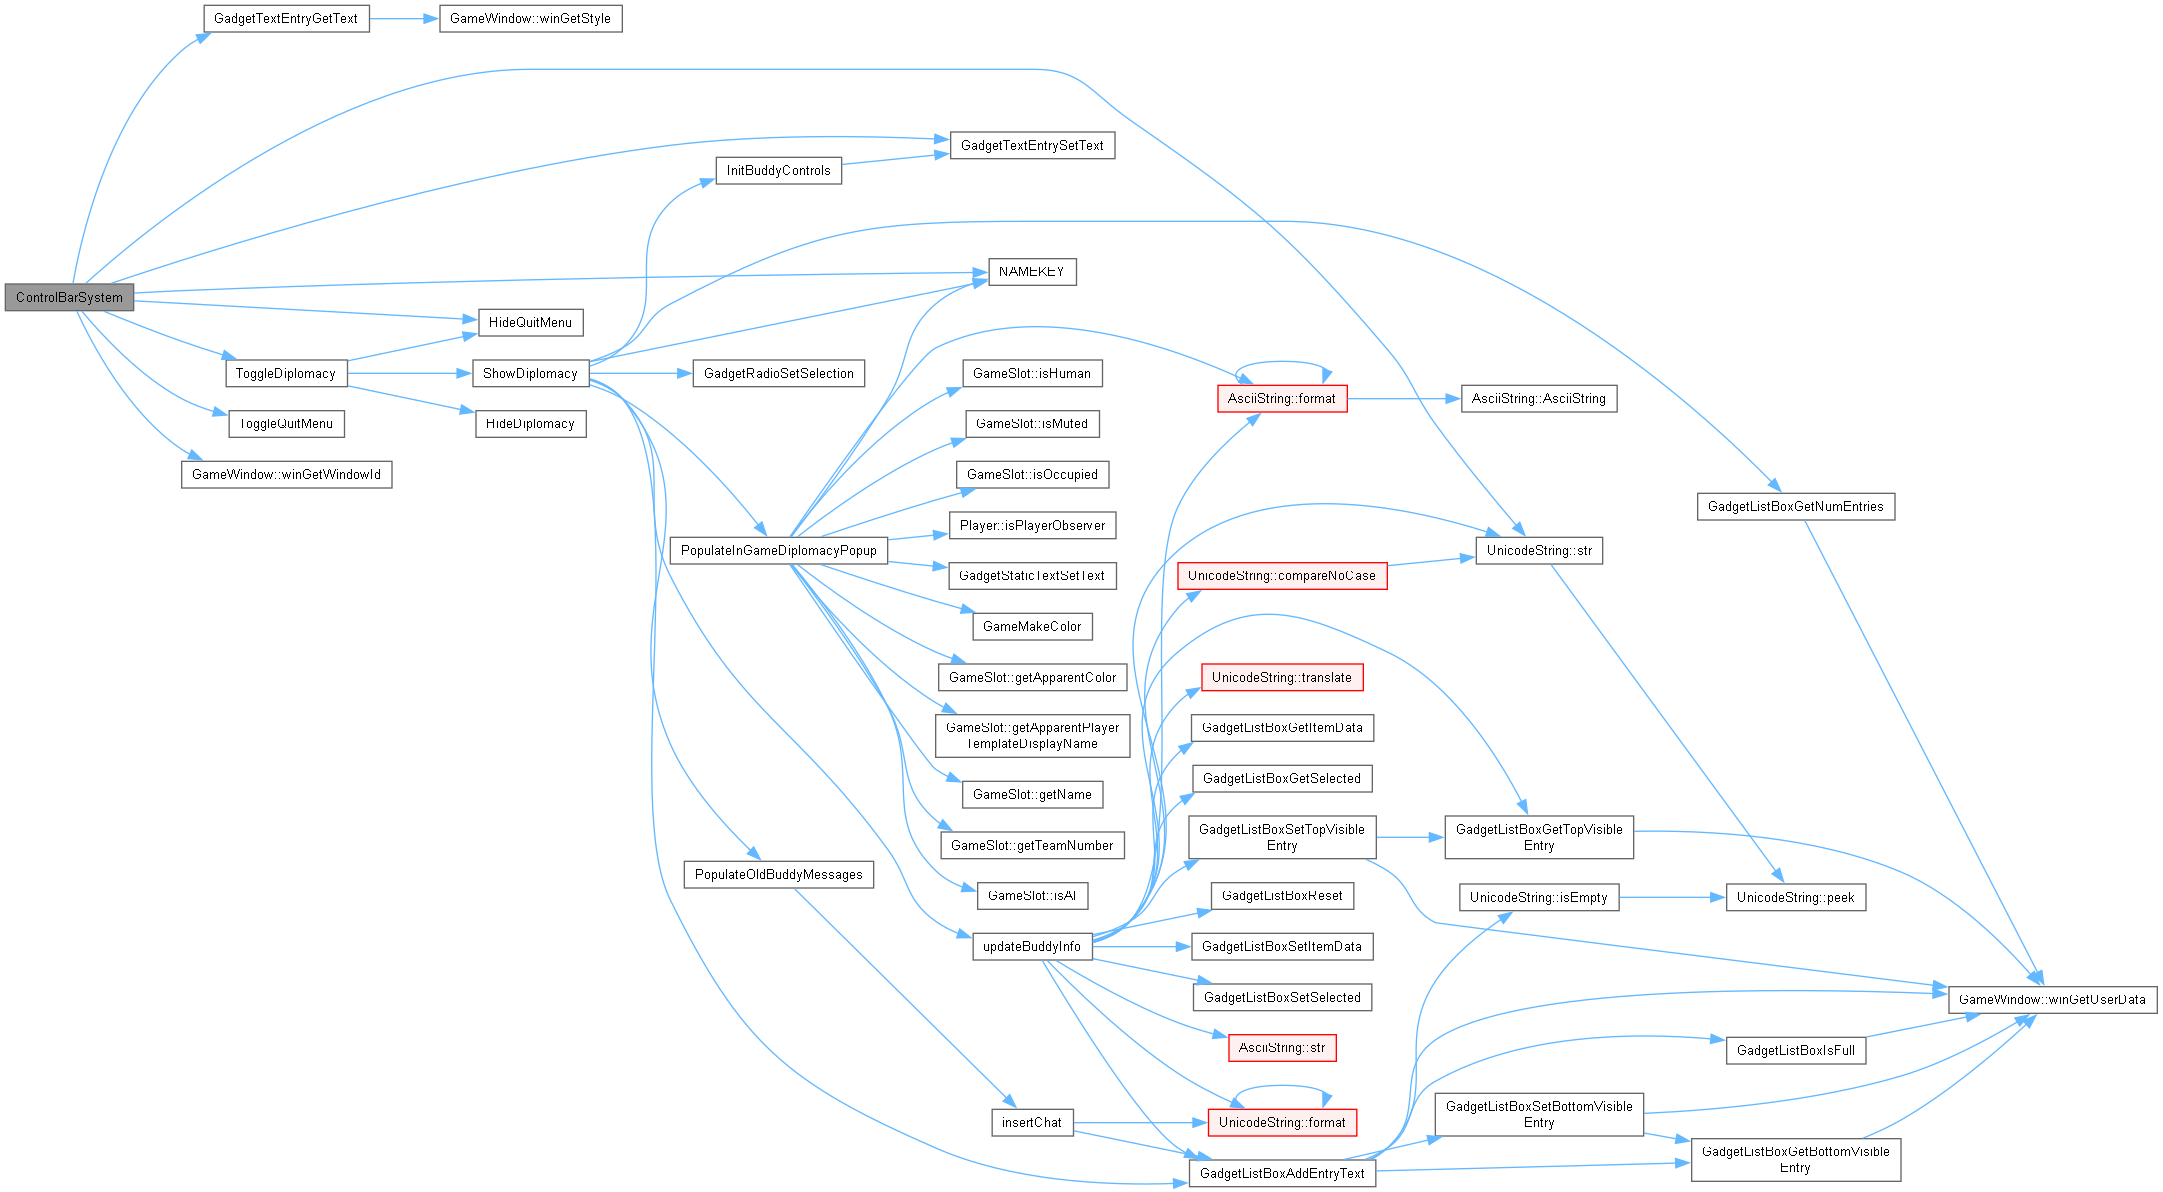 GadgetTextEntryGetText
GameWindow::winGetStyle
GadgetTextEntrySetText
InitBuddyControls
NAMEKEY
ControlBarSystem
HideQuitMenu
ToggleDiplomacy
ShowDiplomacy
GadgetRadioSetSelection
GameSlot::isHuman
AsciiString::format
AsciiString::AsciiString
ToggleQuitMenu
HideDiplomacy
GameSlot::isMuted
GameWindow::winGetWindowId
GameSlot::isOccupied
GadgetListBoxGetNumEntries
Player::isPlayerObserver
PopulateInGameDiplomacyPopup
UnicodeString::str
GadgetStaticTextSetText
UnicodeString::compareNoCase
GameMakeColor
GameSlot::getApparentColor
UnicodeString::translate
GameSlot::getApparentPlayer
TemplateDisplayName
GadgetListBoxGetItemData
GadgetListBoxGetSelected
GameSlot::getName
GadgetListBoxSetTopVisible
Entry
GadgetListBoxGetTopVisible
Entry
GameSlot::getTeamNumber
PopulateOldBuddyMessages
GameSlot::isAI
GadgetListBoxReset
UnicodeString::isEmpty
UnicodeString::peek
updateBuddyInfo
GadgetListBoxSetItemData
GadgetListBoxSetSelected
GameWindow::winGetUserData
AsciiString::str
GadgetListBoxIsFull
insertChat
UnicodeString::format
GadgetListBoxSetBottomVisible
Entry
GadgetListBoxGetBottomVisible
Entry
GadgetListBoxAddEntryText